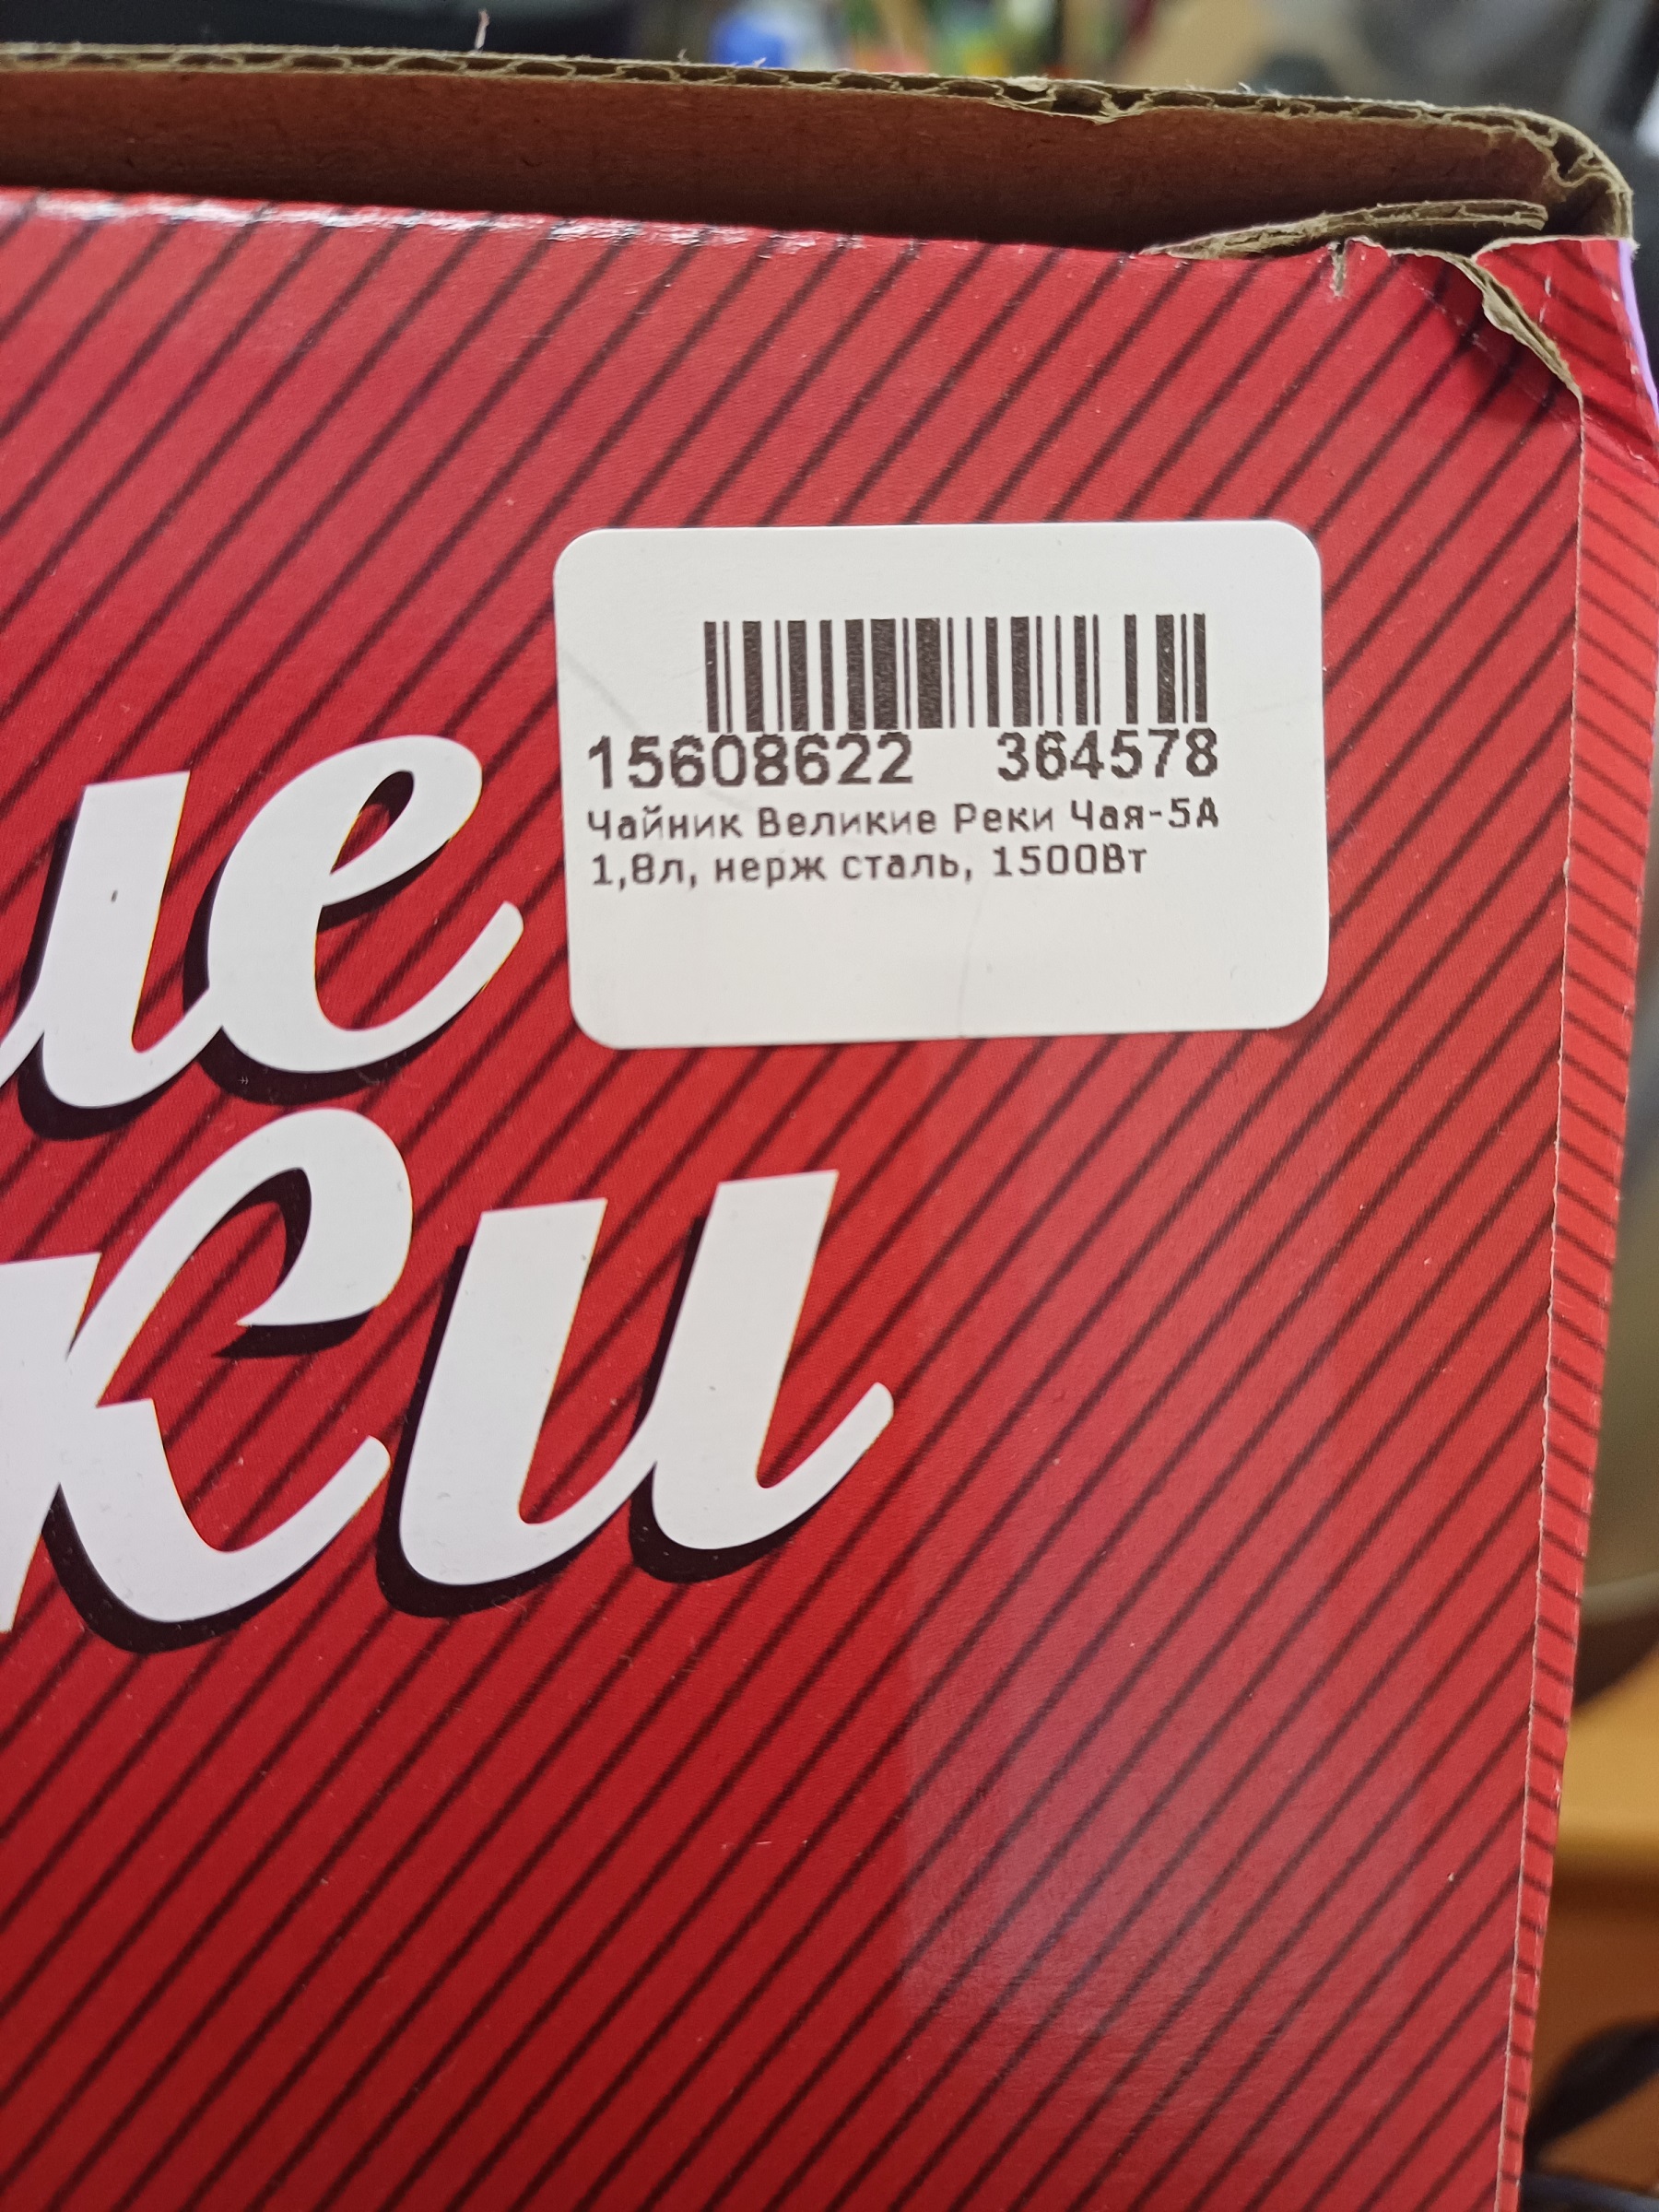 15608622 364578
Чайник Великие Реки Чая-5А
1,8л, нерж сталь, 1500Вт
ие
ки